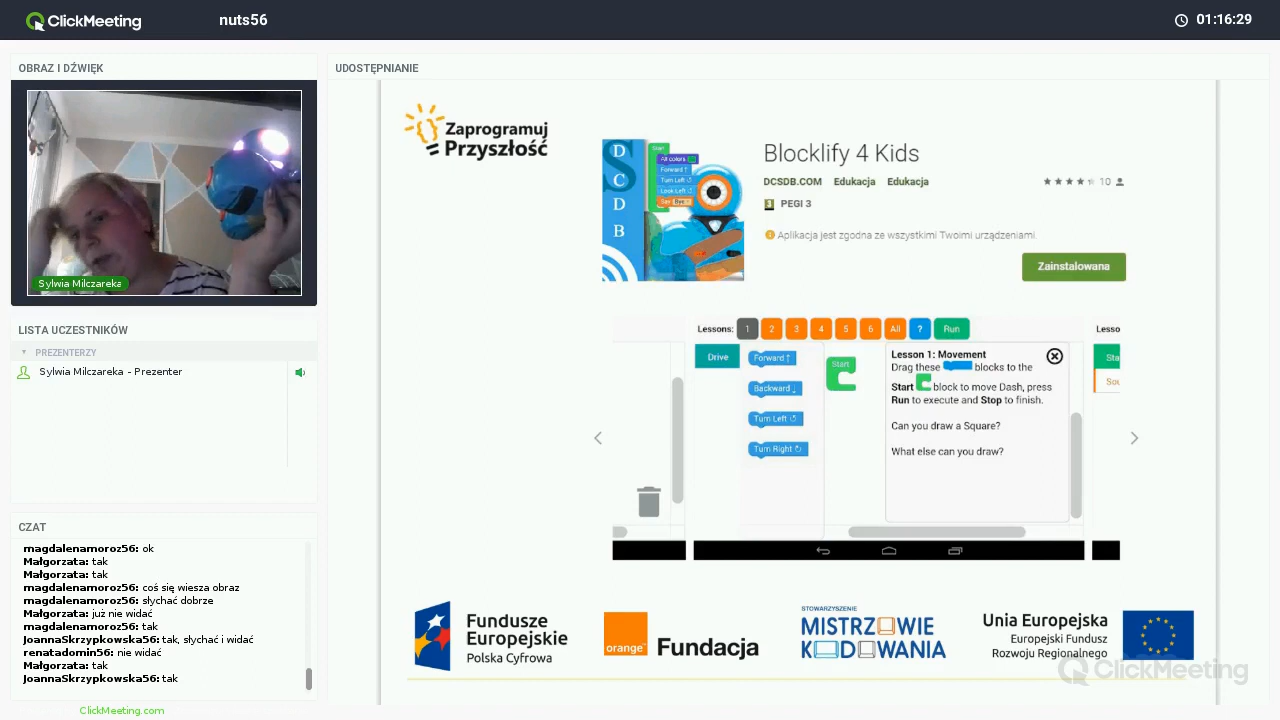 ClickMeeting
nuts56
01:16:29
OBRAZ I DŹWIĘK
Sylwia Milczareka
LISTA UCZESTNIKÓW
PREZENTERZY
Sylwia Milczareka - Prezenter
CZAT
magdalenamoroz56: ok
Małgorzata: tak
Małgorzata: tak
magdalenamoroz56: coś się wiesza obraz
magdalenamoroz56: słychać dobrze
Małgorzata: już nie widać
magdalenamoroz56: tak
JoannaSkrzypkowska56: tak, słychać i widać
renatadomin56: nie widać
Małgorzata: tak
JoannaSkrzypkowska56: tak
ClickMeeting.com
UDOSTĘPNIANIE
Zaprogramuj
Przyszłość
D
S
C
D
B
Start
All colors
Forward
Turn Left
Look Left
Say Bye
Blocklify 4 Kids
DCSDB.COM Edukacja Edukacja
10
3 PEGI 3
Aplikacja jest zgodna ze wszystkimi Twoimi urządzeniami.
Zainstalowana
Lessons: 1 2 3 4 5 6 All ? Run
Drive
Forward ↑
Backward ↓
Turn Left ↺
Turn Right ↻
Start
Lesson 1: Movement
Drag these blocks to the
Start block to move Dash, press
Run to execute and Stop to finish.
Can you draw a Square?
What else can you draw?
Lesso
Sta
Sou
Fundusze
Europejskie
Polska Cyfrowa
orange
Fundacja
STOWARZYSZENIE
MISTRZOWIE
KODOWANIA
Unia Europejska
Europejski Fundusz
Rozwoju Regionalnego
ClickMeeting